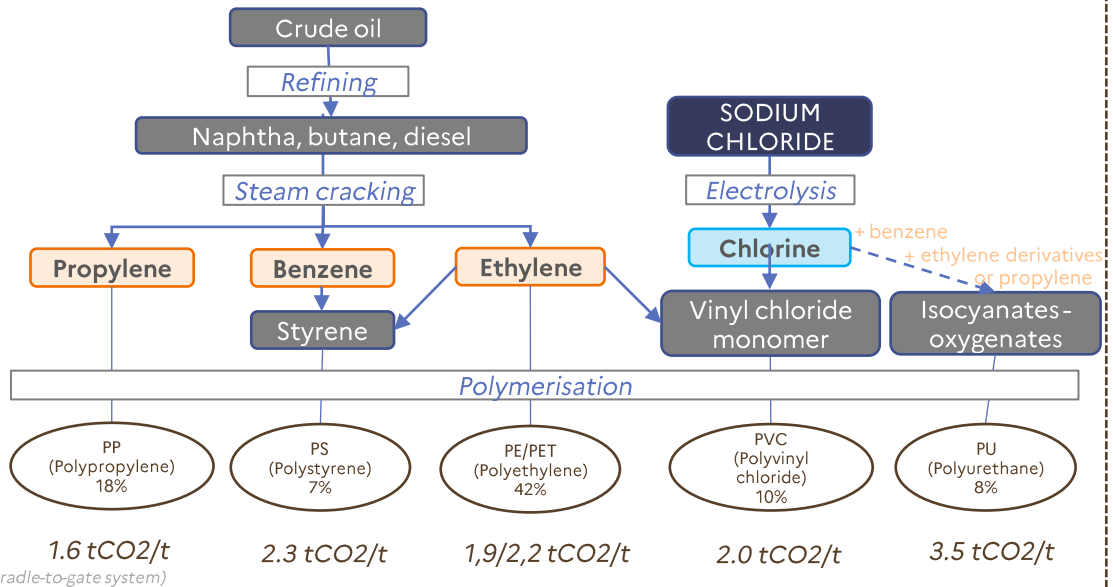 Crude oil
Refining
Naphtha, butane, diesel
Steam cracking
SODIUM
CHLORIDE
Electrolysis
Propylene
Benzene
Ethylene
Chlorine
+ benzene
+ ethylene derivatives
or propylene
Styrene
Vinyl chloride
monomer
Isocyanates-
oxygenates
Polymerisation
PP
(Polypropylene)
18%
PS
(Polystyrene)
7%
PE/PET
(Polyethylene)
42%
PVC
(Polyvinyl
chloride)
10%
PU
(Polyurethane)
8%
1.6 tCO2/t
2.3 tCO2/t
1,9/2,2 tCO2/t
2.0 tCO2/t
3.5 tCO2/t
radle-to-gate system)